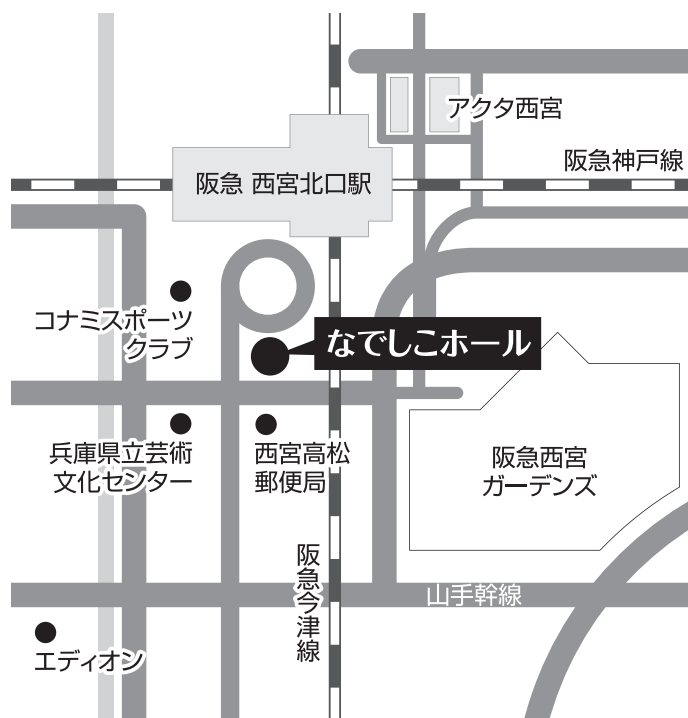 アクタ西宮
阪急神戸線
阪急 西宮北口駅
コナミスポーツ
クラブ
なでしこホール
兵庫県立芸術
文化センター
西宮高松
郵便局
阪急西宮
ガーデンズ
阪急今津線
山手幹線
エディオン